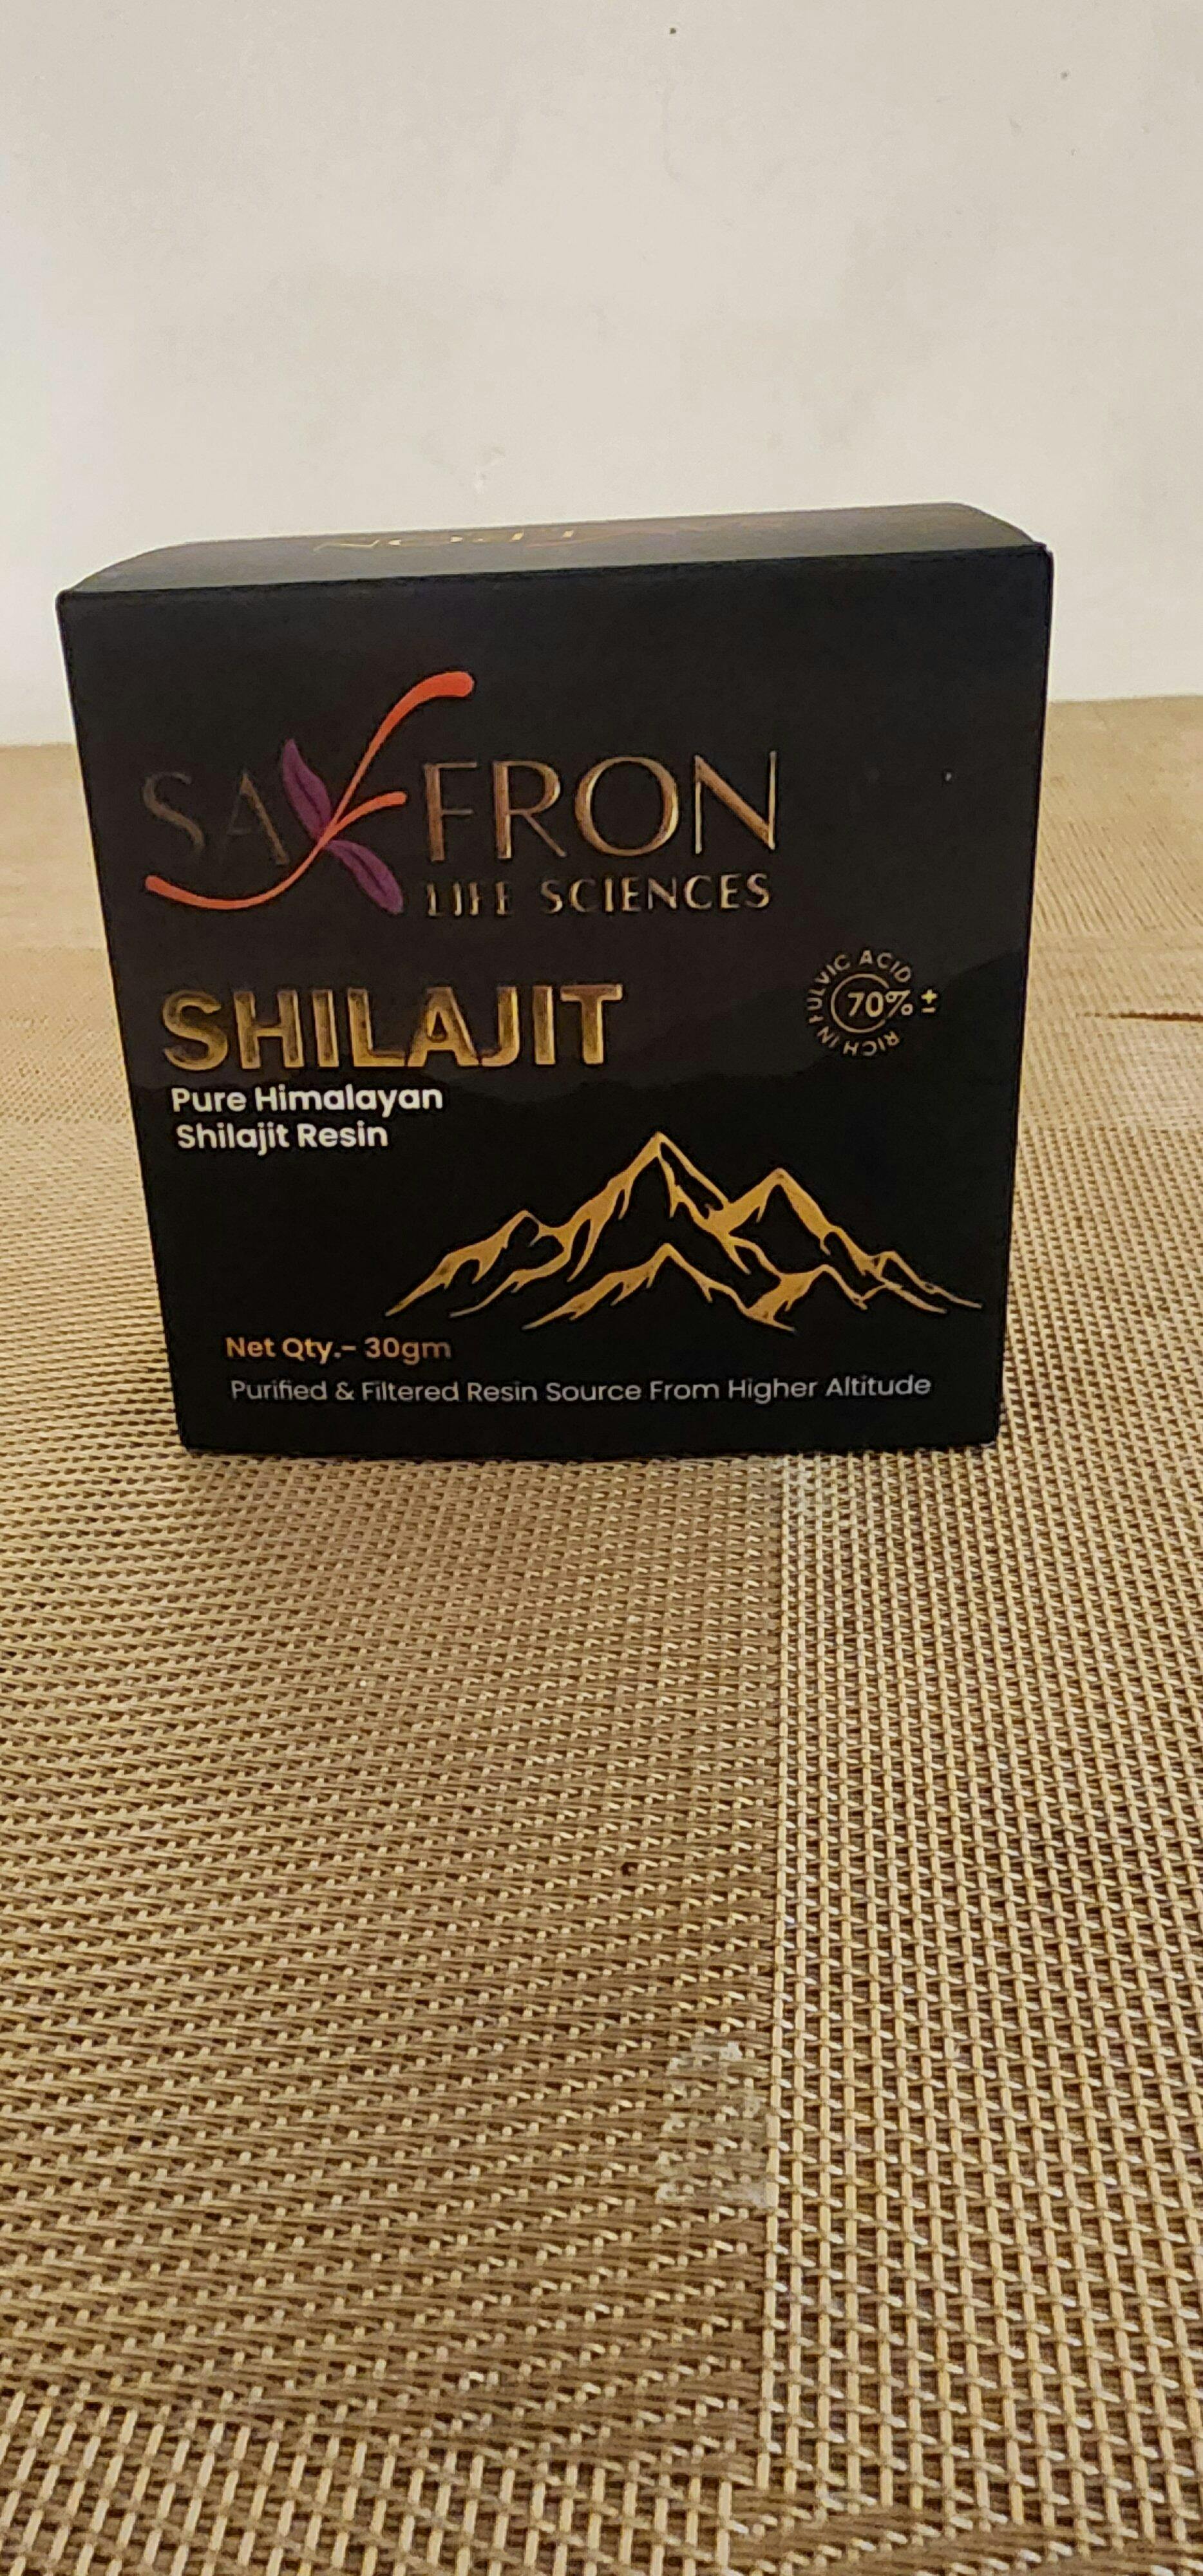 SAFFRON
LIFE SCIENCES
SHILAJIT
Pure Himalayan
Shilajit Resin
RICH IN FULVIC ACID
70% ±
Net Qty.- 30gm
Purified & Filtered Resin Source From Higher Altitude